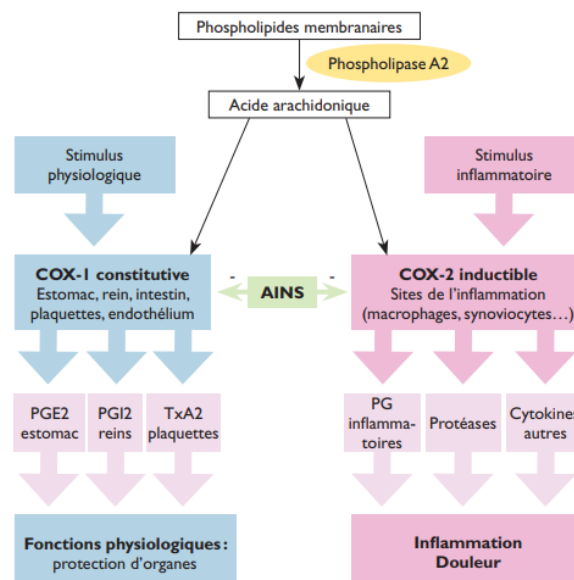 Phospholipides membranaires
Phospholipase A2
Acide arachidonique
Stimulus
physiologique
Stimulus
inflammatoire
COX-1 constitutive
Estomac, rein, intestin,
plaquettes, endothélium
-
AINS
-
COX-2 inductible
Sites de l'inflammation
(macrophages, synoviocytes...)
PGE2
estomac
PGI2
reins
TxA2
plaquettes
PG
inflamma-
toires
Protéases
Cytokines
autres
Fonctions physiologiques :
protection d'organes
Inflammation
Douleur